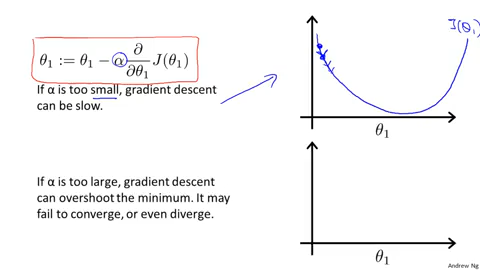 θ₁ := θ₁ − α ∂/∂θ₁ J(θ₁)
If α is too small, gradient descent
can be slow.
J(θ₁)
θ₁
If α is too large, gradient descent
can overshoot the minimum. It may
fail to converge, or even diverge.
θ₁
Andrew Ng